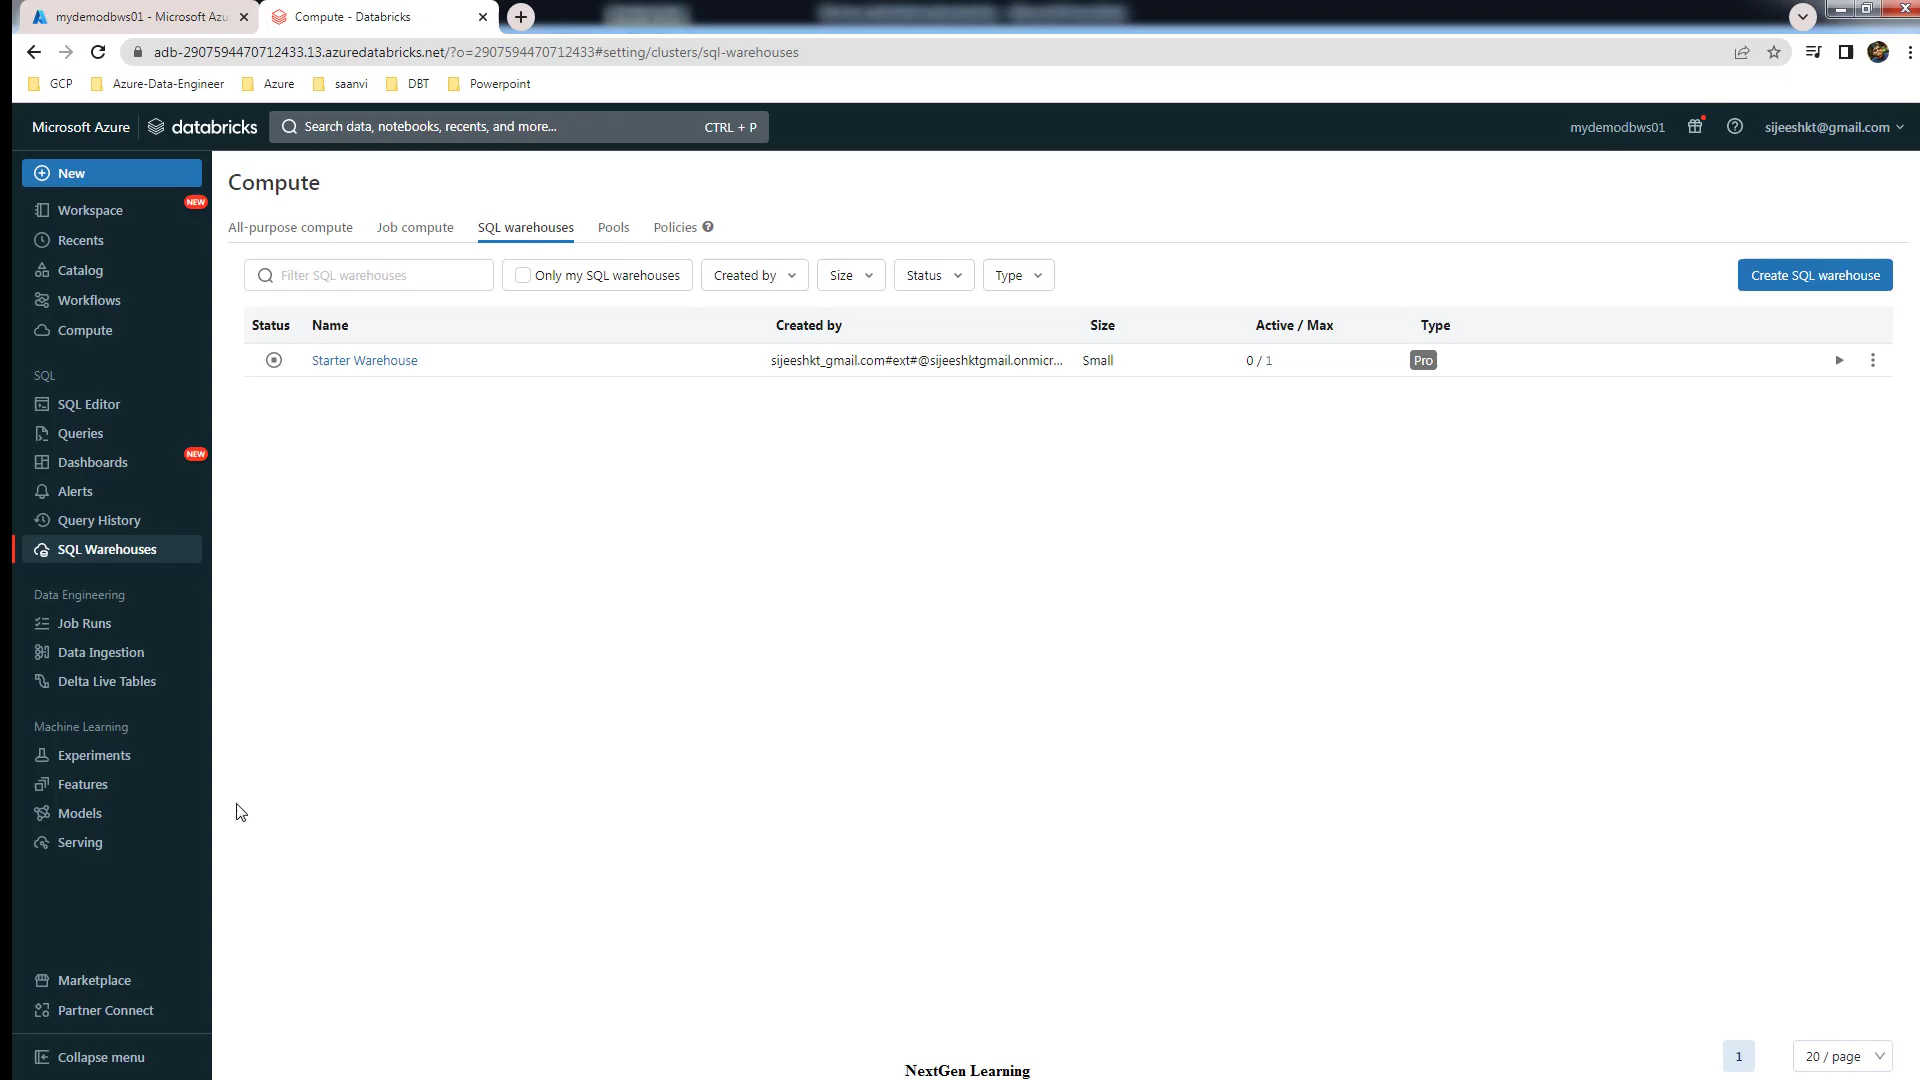 mydemodbws01 - Microsoft Azu
Compute - Databricks
adb-2907594470712433.13.azuredatabricks.net/?o=2907594470712433#setting/clusters/sql-warehouses
GCP
Azure-Data-Engineer
Azure
saanvi
DBT
Powerpoint
Microsoft Azure
databricks
Search data, notebooks, recents, and more...
CTRL + P
mydemodbws01
sijeeshkt@gmail.com
New
Workspace
NEW
Recents
Catalog
Workflows
Compute
SQL
SQL Editor
Queries
Dashboards
NEW
Alerts
Query History
SQL Warehouses
Data Engineering
Job Runs
Data Ingestion
Delta Live Tables
Machine Learning
Experiments
Features
Models
Serving
Marketplace
Partner Connect
Collapse menu
Compute
All-purpose compute
Job compute
SQL warehouses
Pools
Policies
Filter SQL warehouses
Only my SQL warehouses
Created by
Size
Status
Type
Create SQL warehouse
Status Name Created by Size Active / Max Type
Starter Warehouse sijeeshkt_gmail.com#ext#@sijeeshktgmail.onmicr... Small 0 / 1 Pro
1
20 / page
NextGen Learning